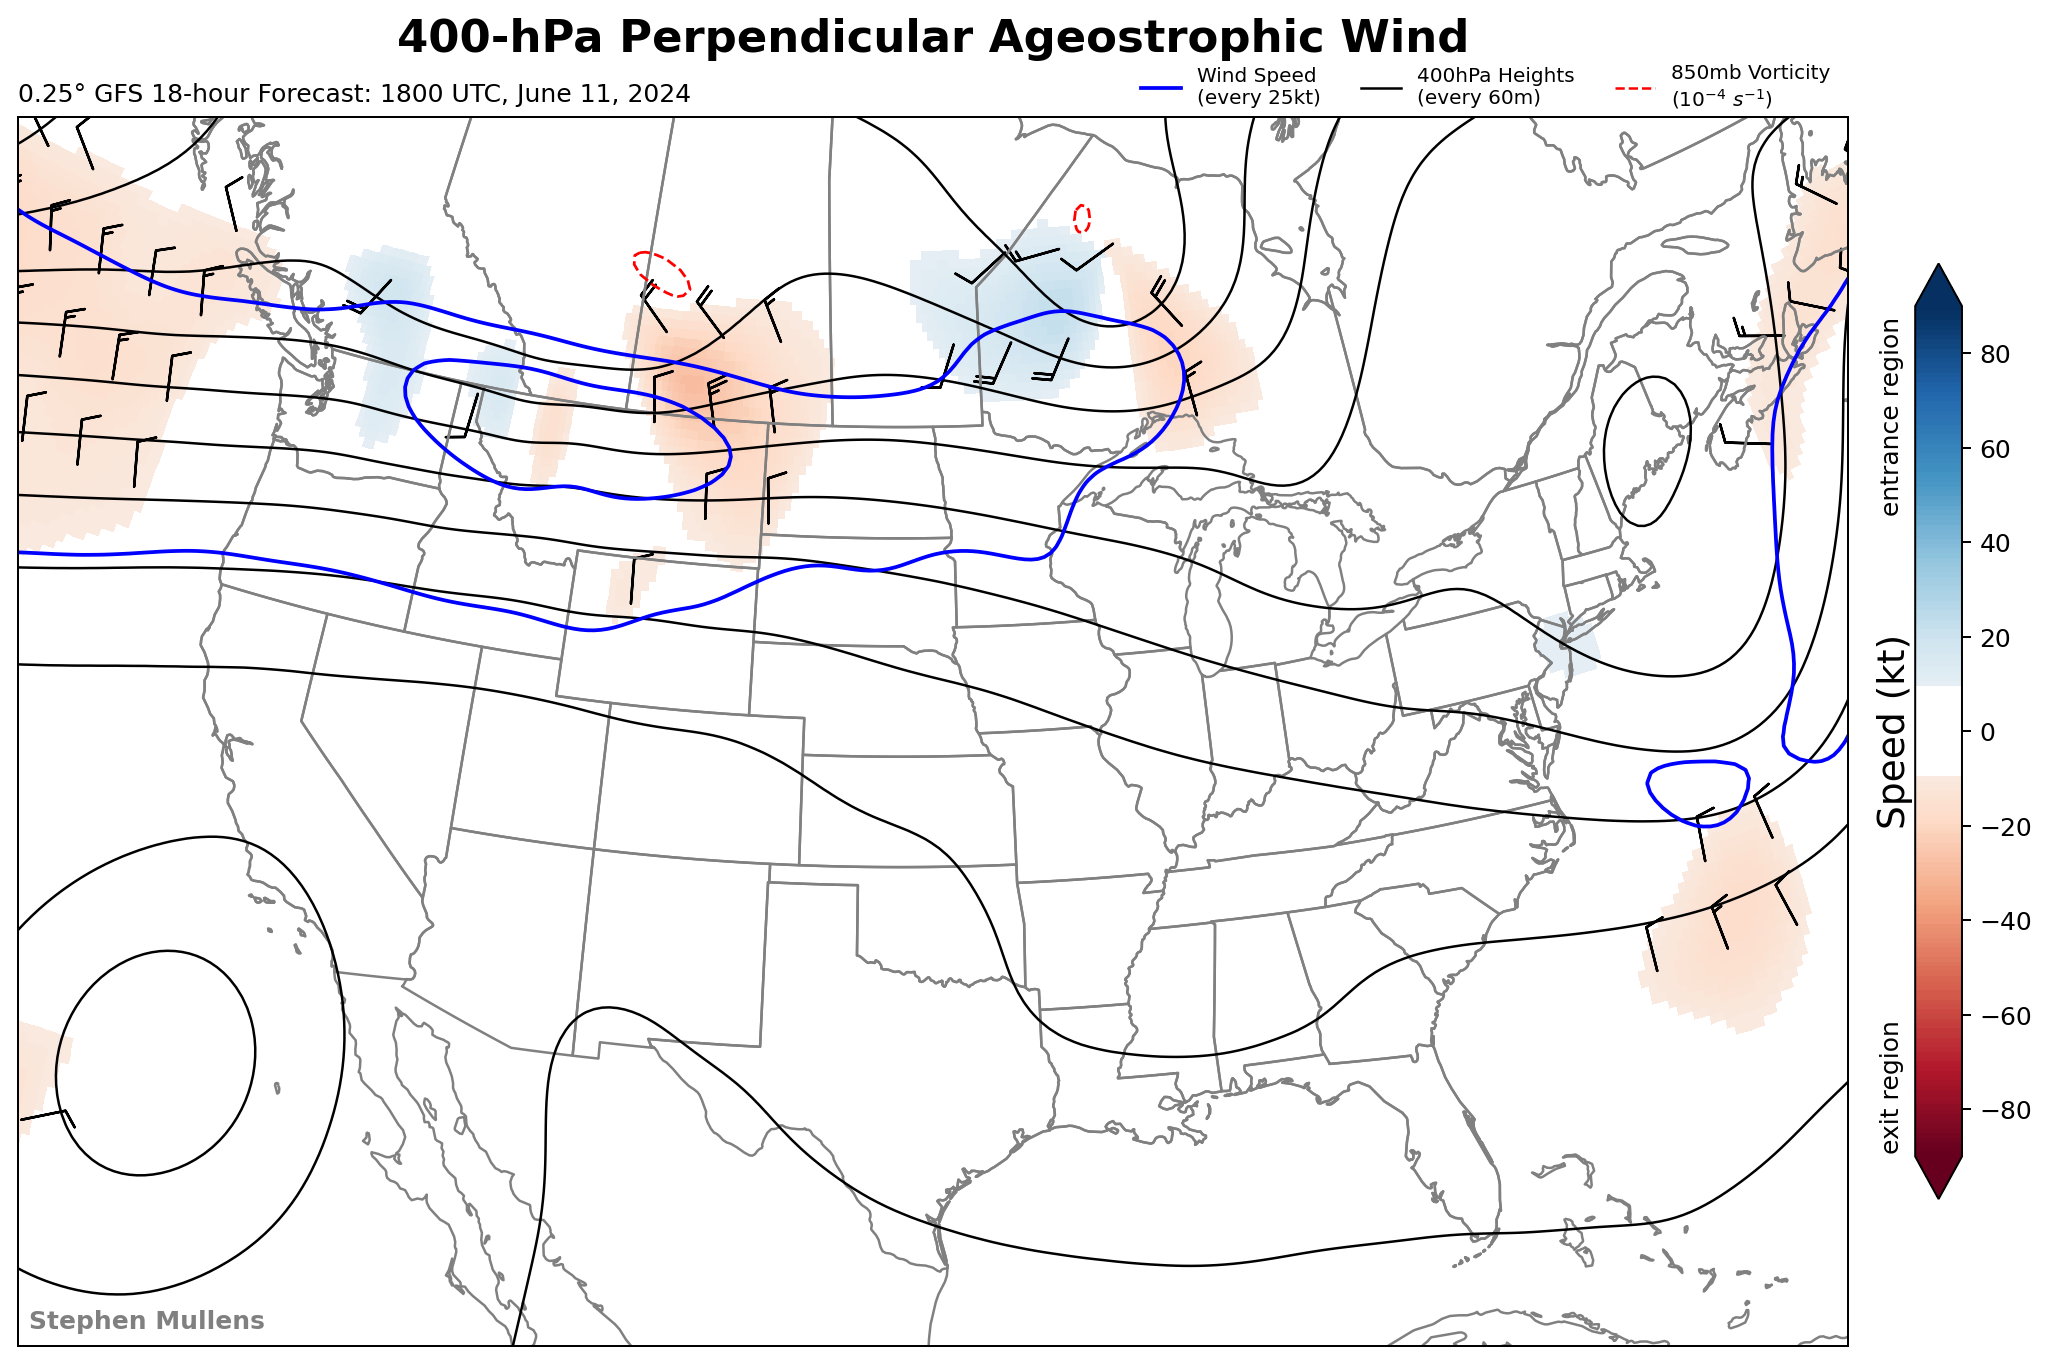 400-hPa Perpendicular Ageostrophic Wind
0.25° GFS 18-hour Forecast: 1800 UTC, June 11, 2024
Wind Speed
(every 25kt)
400hPa Heights
(every 60m)
850mb Vorticity
(10⁻⁴ s⁻¹)
entrance region
Speed (kt)
exit region
80
60
40
20
0
−20
−40
−60
−80
Stephen Mullens